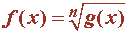 f(x) = ⁿ√g(x)